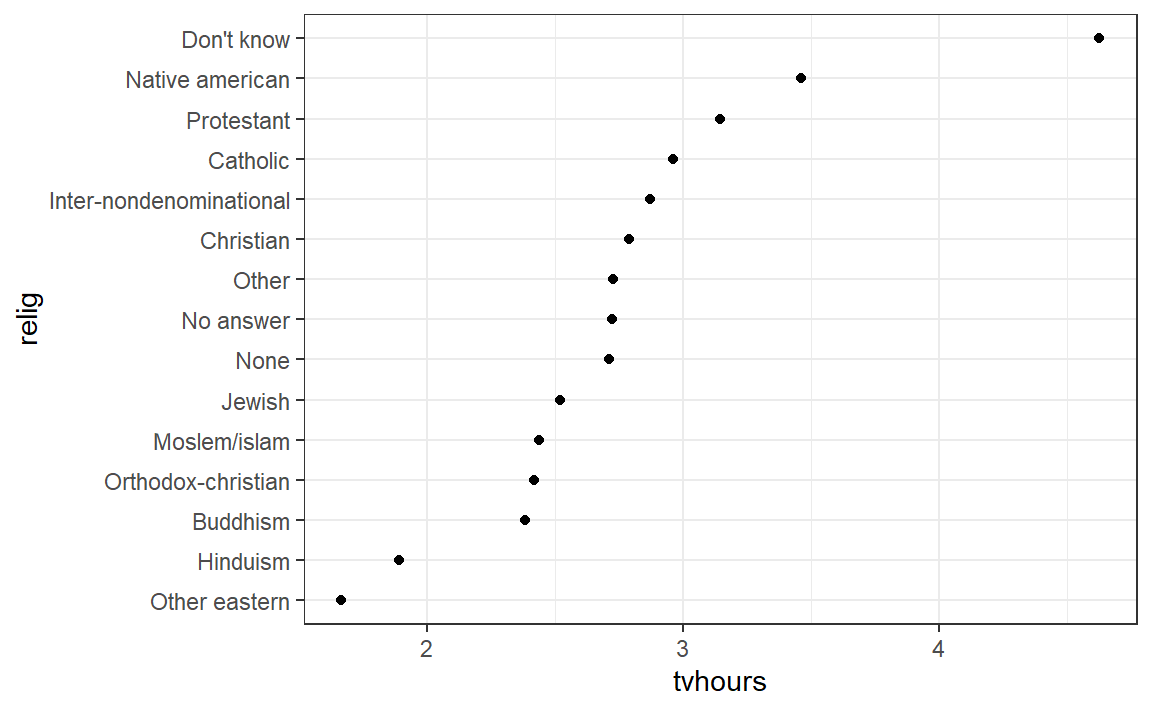 Don't know
Native american
Protestant
Catholic
Inter-nondenominational
Christian
Other
No answer
None
Jewish
Moslem/islam
Orthodox-christian
Buddhism
Hinduism
Other eastern
relig
2 3 4
tvhours